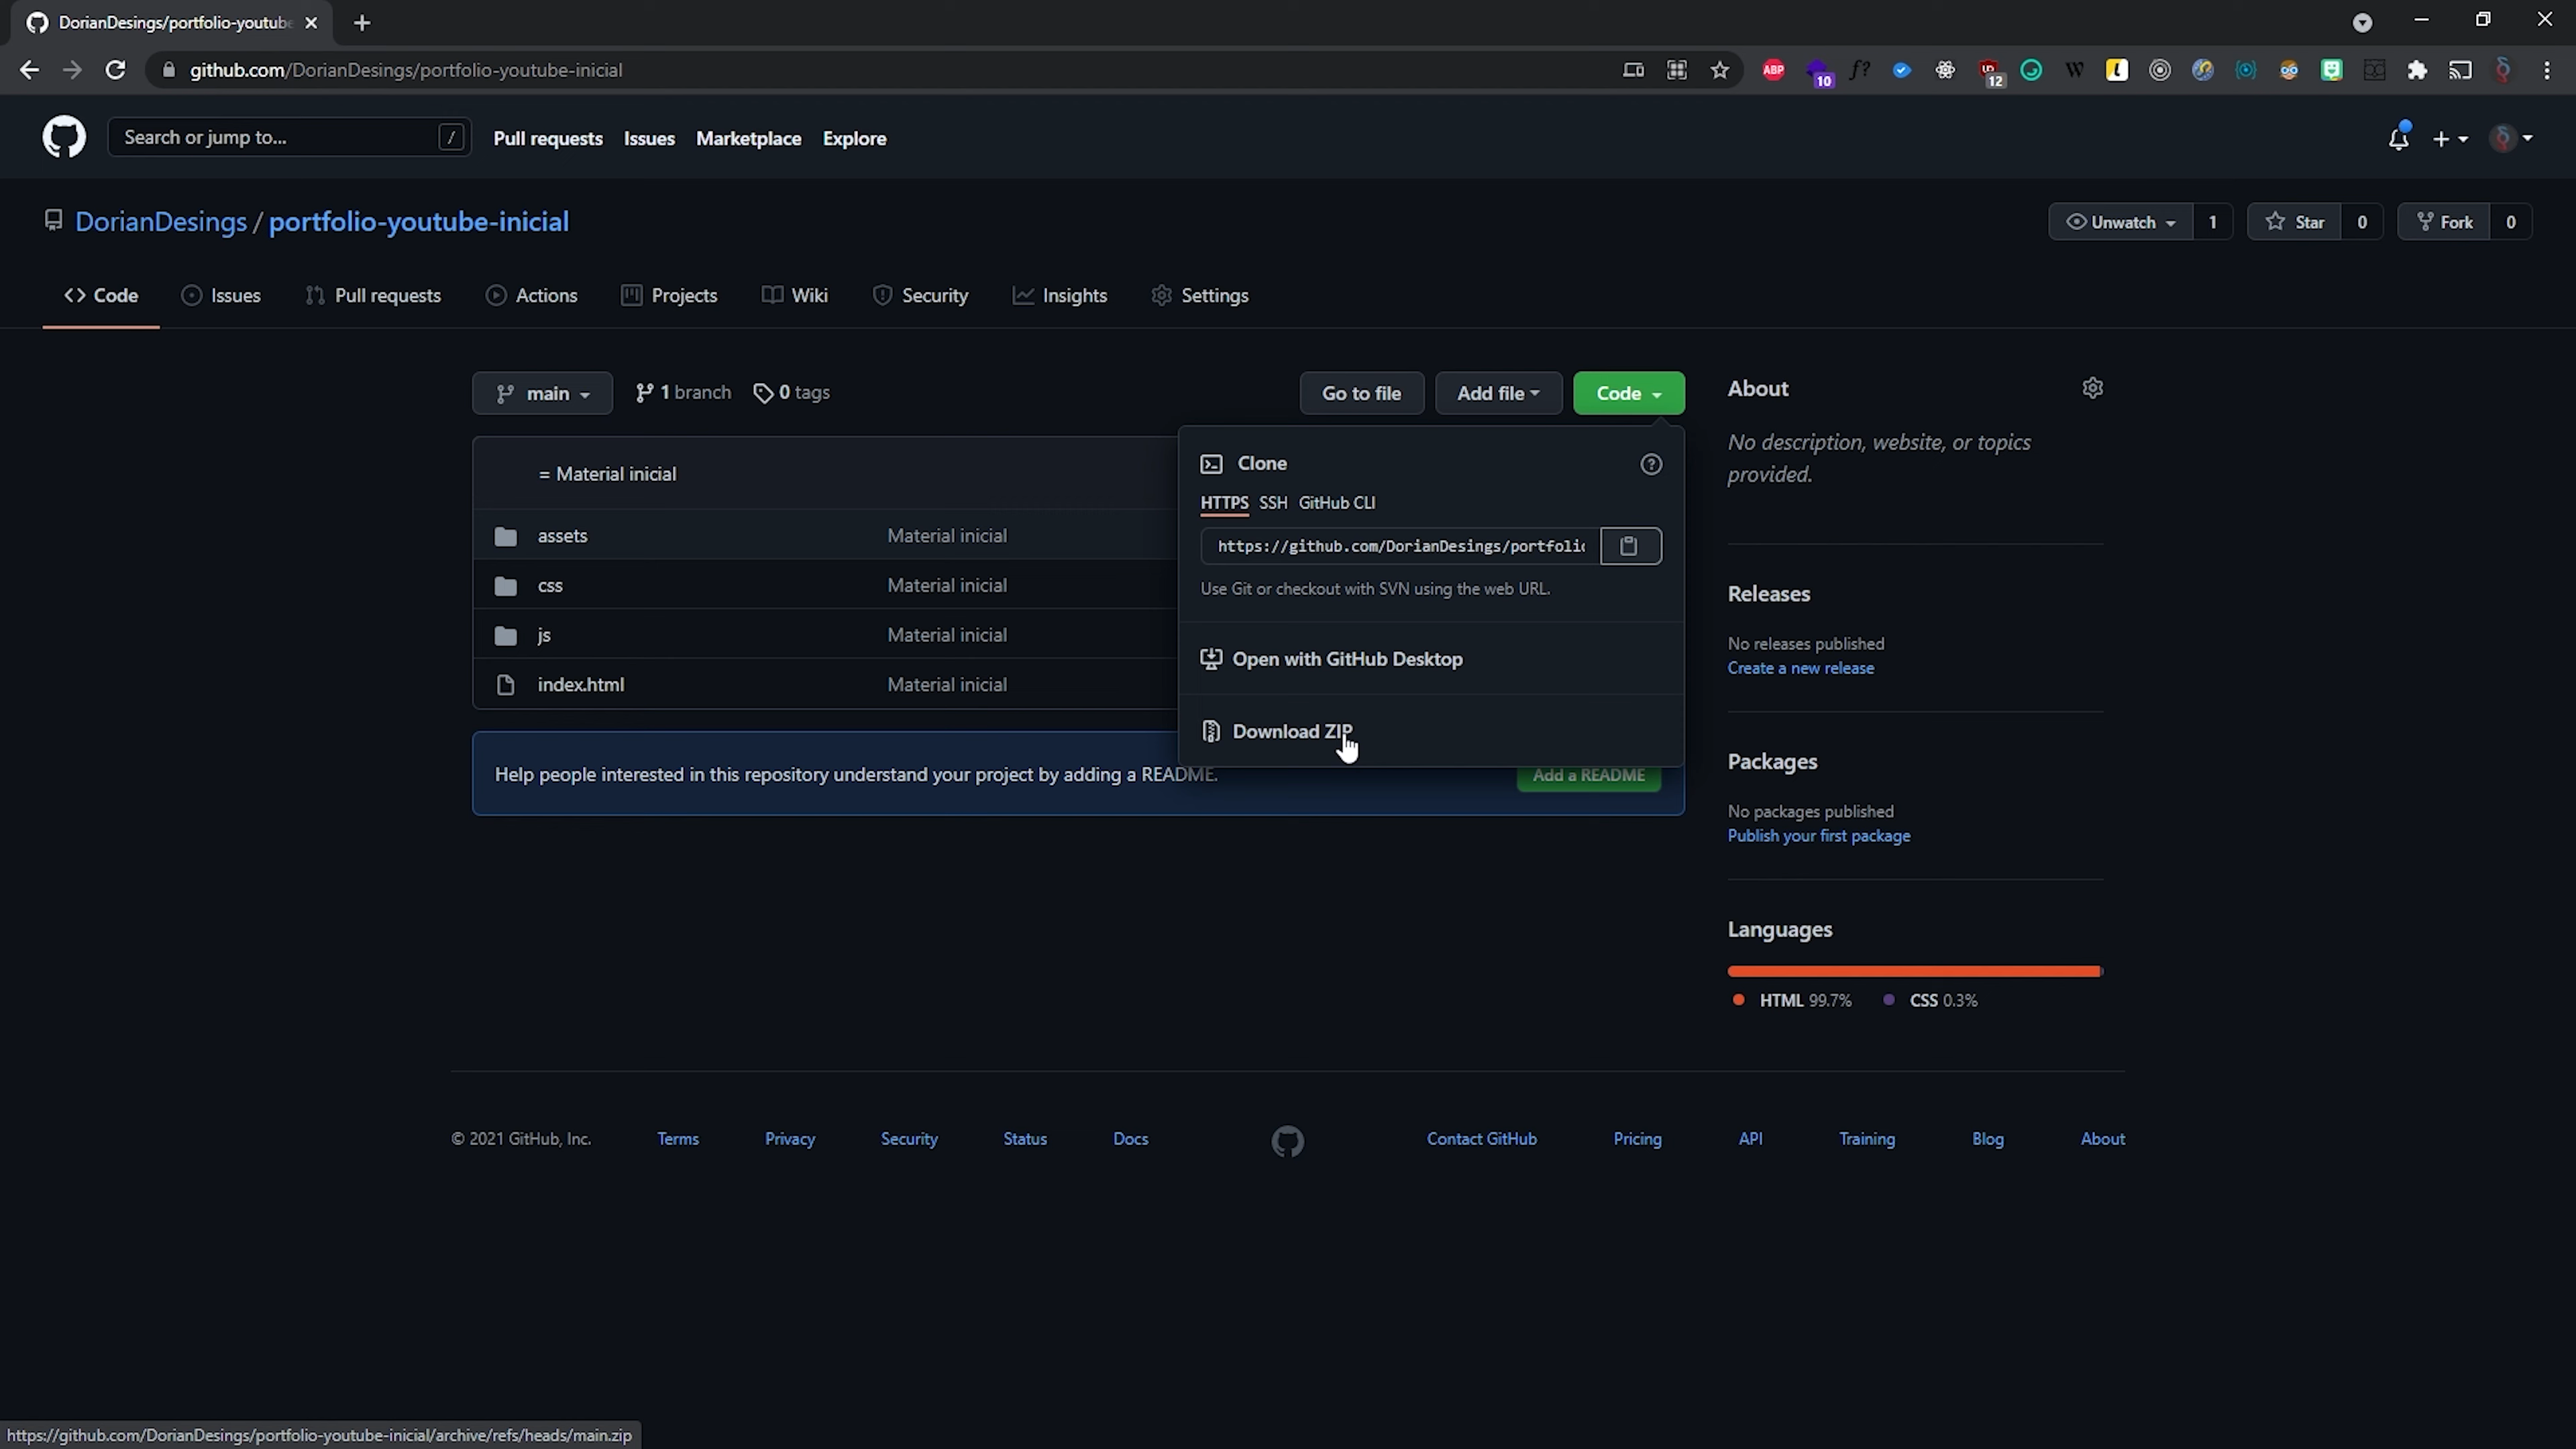 DorianDesings/portfolio-youtube
github.com/DorianDesings/portfolio-youtube-inicial
ABP
10
f?
12
W
Search or jump to...
/
Pull requests
Issues
Marketplace
Explore
DorianDesings / portfolio-youtube-inicial
Unwatch 1
Star 0
Fork 0
Code
Issues
Pull requests
Actions
Projects
Wiki
Security
Insights
Settings
main
1 branch
0 tags
Go to file
Add file
Code
= Material inicial
assets Material inicial
css Material inicial
js Material inicial
index.html Material inicial
Help people interested in this repository understand your project by adding a README.
Add a README
Clone
HTTPS SSH GitHub CLI
https://github.com/DorianDesings/portfolio
Use Git or checkout with SVN using the web URL.
Open with GitHub Desktop
Download ZIP
About
No description, website, or topics
provided.
Releases
No releases published
Create a new release
Packages
No packages published
Publish your first package
Languages
HTML 99.7% CSS 0.3%
© 2021 GitHub, Inc.
Terms
Privacy
Security
Status
Docs
Contact GitHub
Pricing
API
Training
Blog
About
https://github.com/DorianDesings/portfolio-youtube-inicial/archive/refs/heads/main.zip